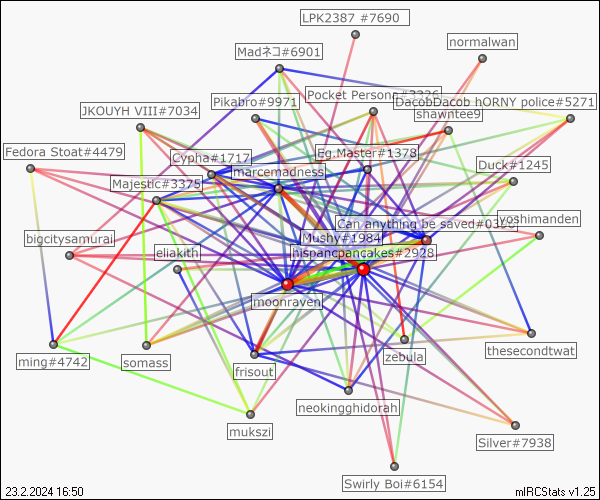 LPK2387 #7690
normalwan
Madネコ#6901
Pocket Persona#3326
Pikabro#9971
DacobDacob hORNY police#5271
JKOUYH VIII#7034
shawntee9
Fedora Stoat#4479
Cypha#1717
Eg.Master#1378
Duck#1245
marcemadness
Majestic#3375
Can anything be saved
yoshimanden
Mushy#1984
bigcitysamurai
eliakith
hispancpancakes#2928
moonraven
ming#4742
somass
frisout
zebula
thesecondtwat
neokingghidorah
mukszi
Silver#7938
Swirly Boi#6154
23.2.2024 16:50
mIRCStats v1.25